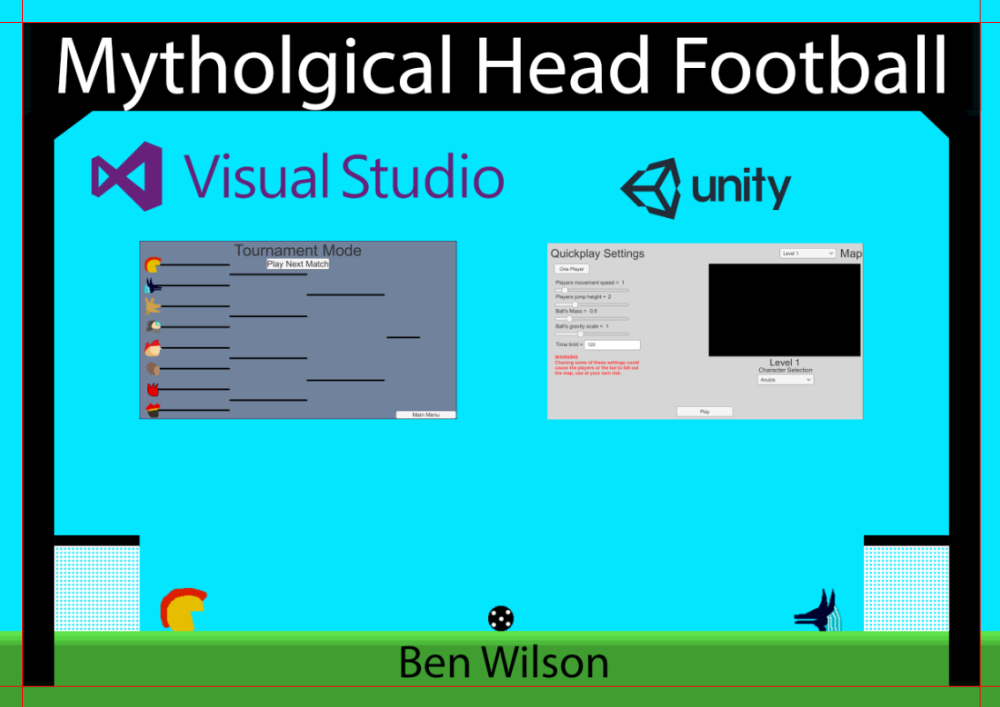 Mytholgical Head Football
Visual Studio
unity
Tournament Mode
Play Next Match
Main Menu
Quickplay Settings
Level 1
Map
One Player
Players movement speed = 1
Players jump height = 2
Ball's Mass = 0.5
Ball's gravity scale = 1
Time limit = 120
WARNING
Chaning some of these settings could
cause the players or the ball to fall out
the map, use at your own risk.
Level 1
Character Selection
Anubis
Play
Ben Wilson